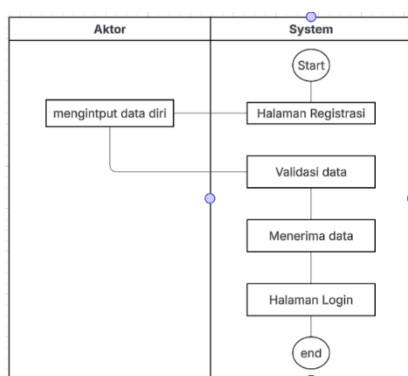 Aktor
System
Start
mengintput data diri
Halaman Registrasi
Validasi data
Menerima data
Halaman Login
end